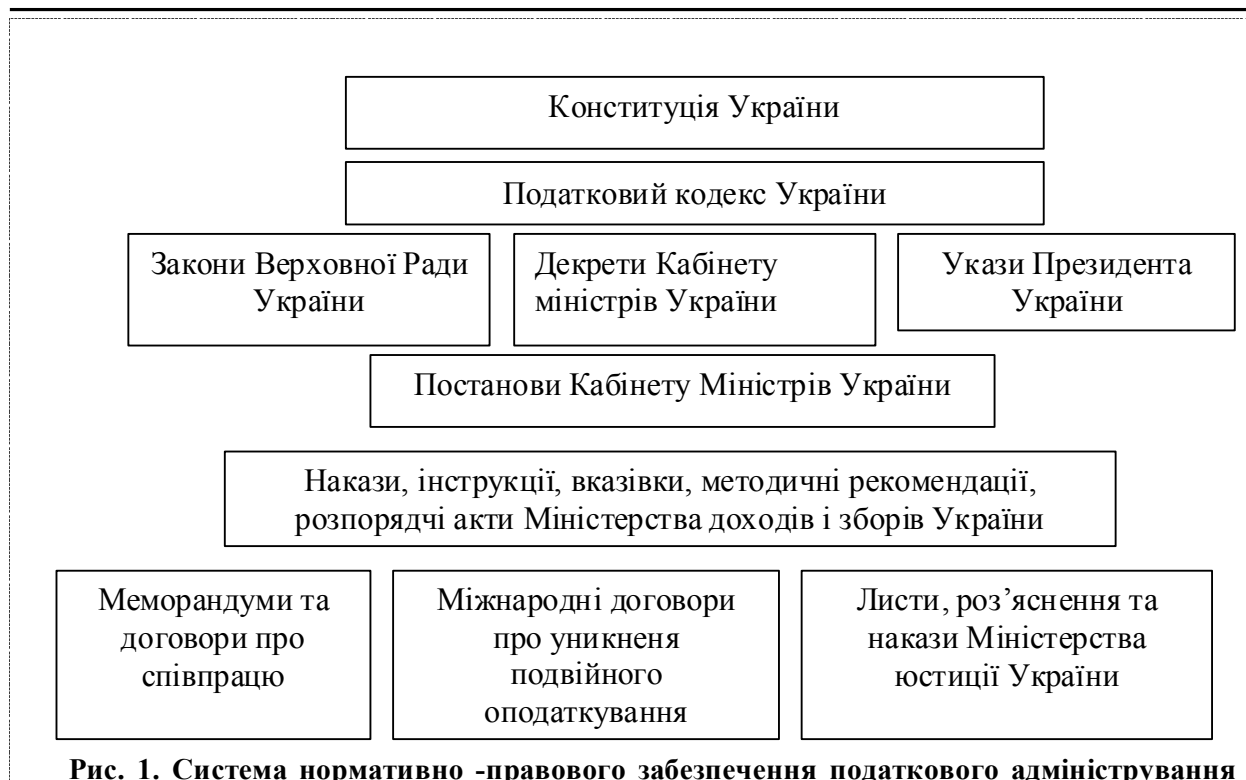 Конституція України
Податковий кодекс України
Закони Верховної Ради
України
Декрети Кабінету
міністрів України
Укази Президента
України
Постанови Кабінету Міністрів України
Накази, інструкції, вказівки, методичні рекомендації,
розпорядчі акти Міністерства доходів і зборів України
Меморандуми та
договори про
співпрацю
Міжнародні договори
про уникненя
подвійного
оподаткування
Листи, роз’яснення та
накази Міністерства
юстиції України
Рис. 1. Система нормативно -правового забезпечення податкового адміністрування